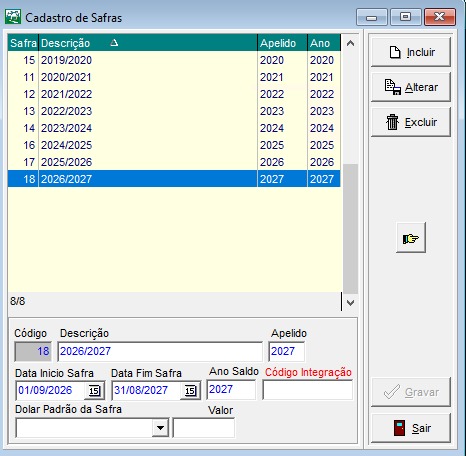 Cadastro de Safras
Safra Descrição Apelido Ano
15 2019/2020 2020 2020
11 2020/2021 2021 2021
12 2021/2022 2022 2022
13 2022/2023 2023 2023
14 2023/2024 2024 2024
16 2024/2025 2025 2025
17 2025/2026 2026 2026
18 2026/2027 2027 2027
8/8
Incluir
Alterar
Excluir
Código Descrição Apelido
18 2026/2027 2027
Data Inicio Safra Data Fim Safra Ano Saldo Código Integração
01/09/2026 15 31/08/2027 15 2027
Dolar Padrão da Safra Valor
Gravar
Sair